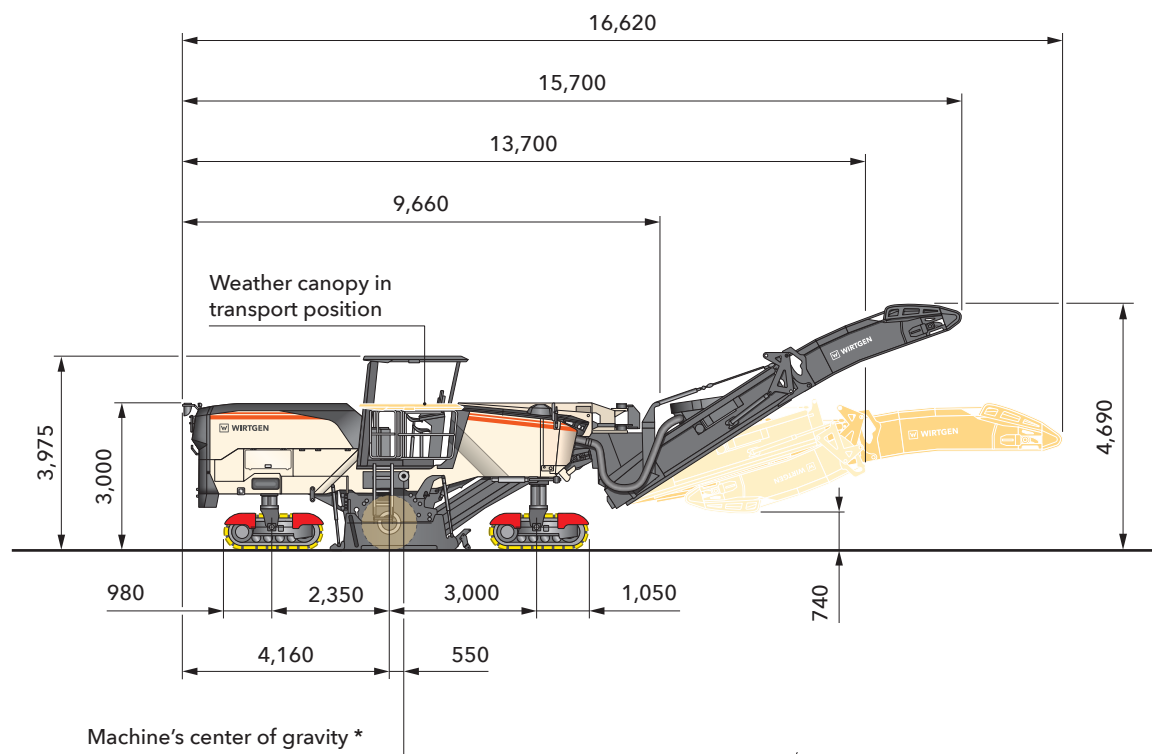 16,620
15,700
13,700
9,660
Weather canopy in
transport position
WIRTGEN
WIRTGEN
WIRTGEN
WIRTGEN
3,975
3,000
4,690
740
980
2,350
3,000
1,050
4,160
550
Machine's center of gravity *